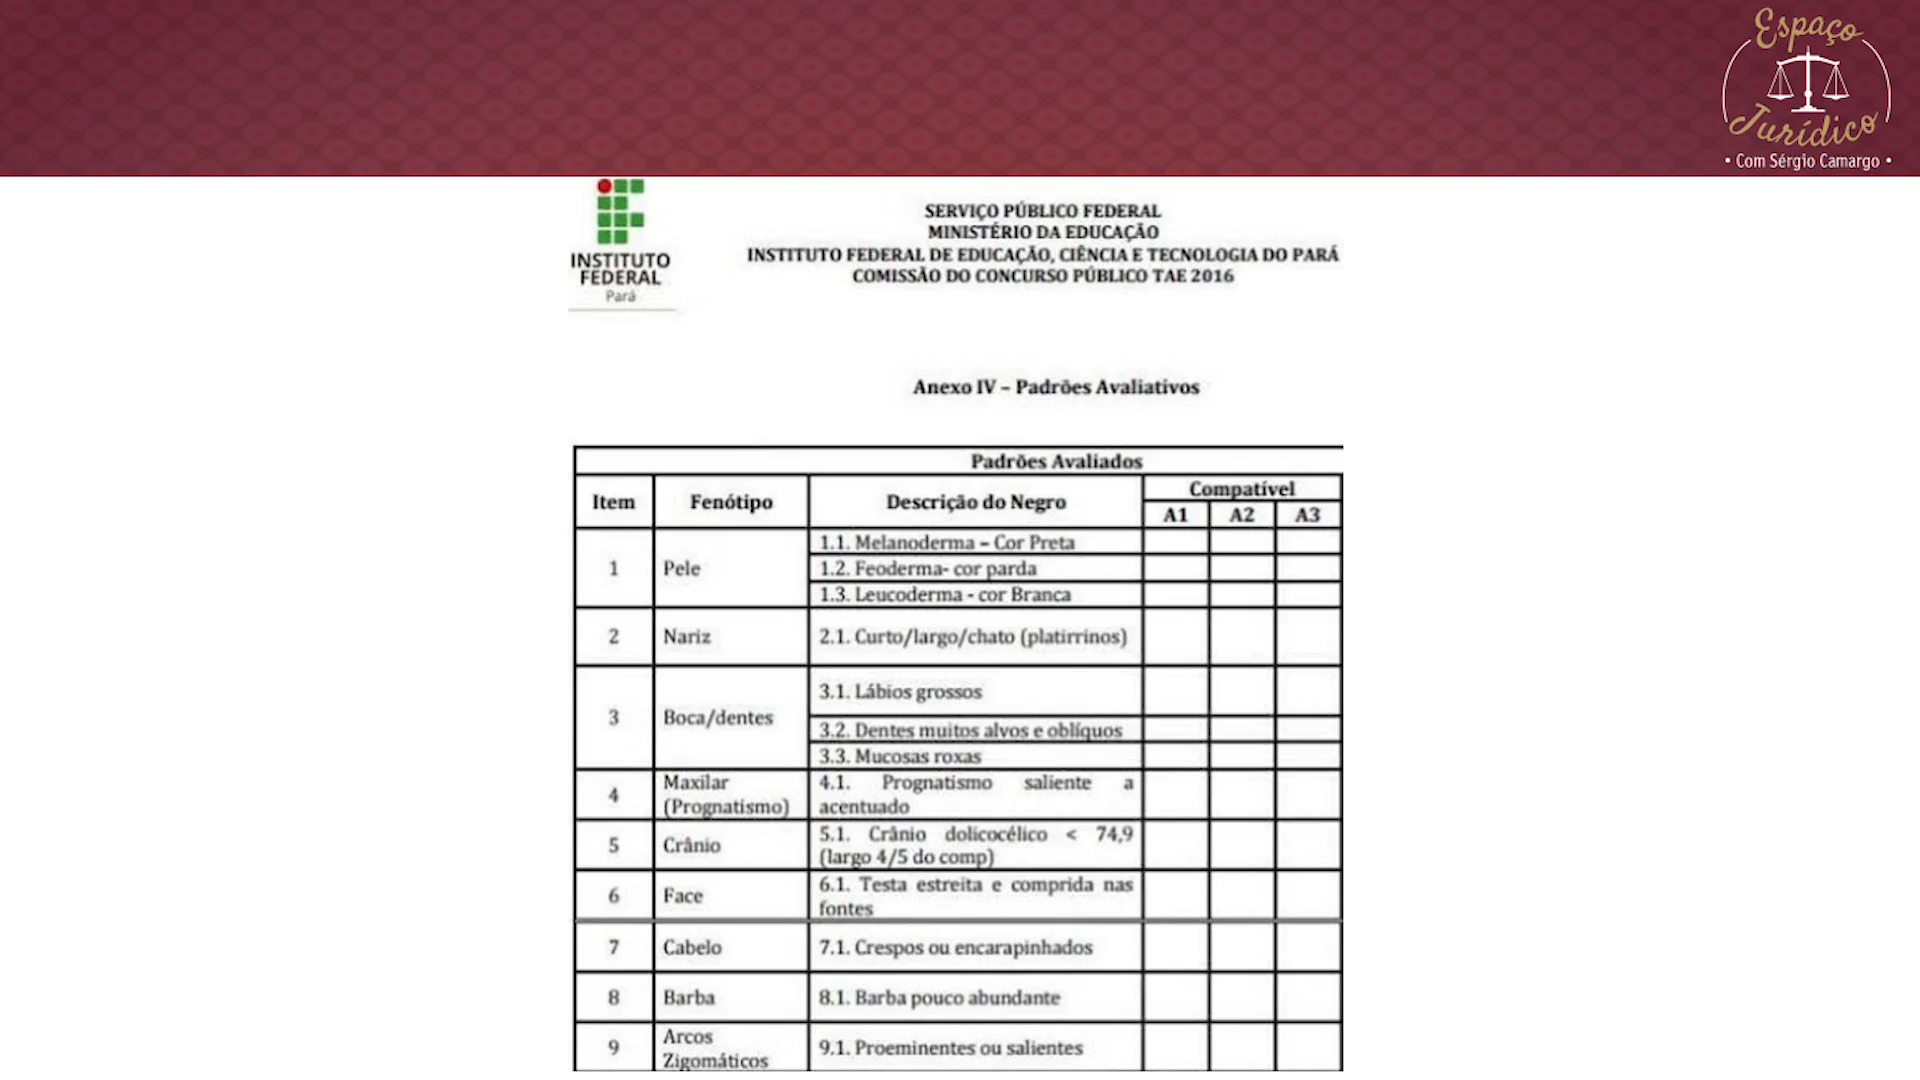 Espaço
Jurídico
• Com Sérgio Camargo •
INSTITUTO
FEDERAL
Pará
SERVIÇO PÚBLICO FEDERAL
MINISTÉRIO DA EDUCAÇÃO
INSTITUTO FEDERAL DE EDUCAÇÃO, CIÊNCIA E TECNOLOGIA DO PARÁ
COMISSÃO DO CONCURSO PÚBLICO TAE 2016
Anexo IV – Padrões Avaliativos
Padrões Avaliados
Item Fenótipo Descrição do Negro Compatível
A1 A2 A3
1 Pele 1.1. Melanoderma – Cor Preta
1.2. Feoderma- cor parda
1.3. Leucoderma - cor Branca
2 Nariz 2.1. Curto/largo/chato (platirrinos)
3 Boca/dentes 3.1. Lábios grossos
3.2. Dentes muitos alvos e oblíquos
3.3. Mucosas roxas
4 Maxilar (Prognatismo) 4.1. Prognatismo saliente a
acentuado
5 Crânio 5.1. Crânio dolicocélico < 74,9
(largo 4/5 do comp)
6 Face 6.1. Testa estreita e comprida nas
fontes
7 Cabelo 7.1. Crespos ou encarapinhados
8 Barba 8.1. Barba pouco abundante
9 Arcos Zigomáticos 9.1. Proeminentes ou salientes